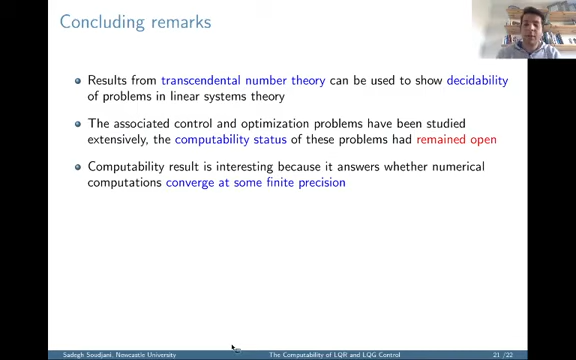 Concluding remarks
Results from transcendental number theory can be used to show decidability
of problems in linear systems theory
The associated control and optimization problems have been studied
extensively, the computability status of these problems had remained open
Computability result is interesting because it answers whether numerical
computations converge at some finite precision
Sadegh Soudjani, Newcastle University The Computability of LQR and LQG Control 21 /22